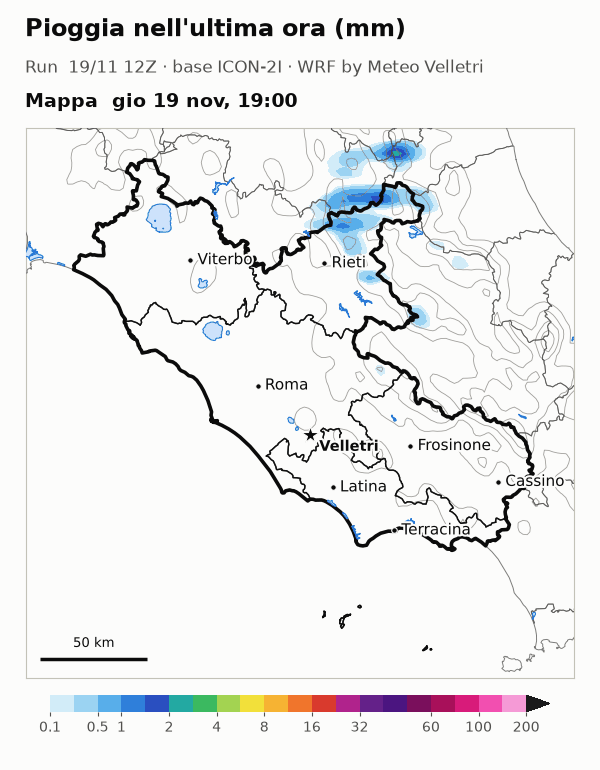 Pioggia nell'ultima ora (mm)
Run  19/11 12Z · base ICON-2I · WRF by Meteo Velletri
Mappa  gio 19 nov, 19:00
Viterbo
Rieti
Roma
Velletri
Frosinone
Latina
Cassino
Terracina
50 km
0.1 0.5 1 2 4 8 16 32 60 100 200